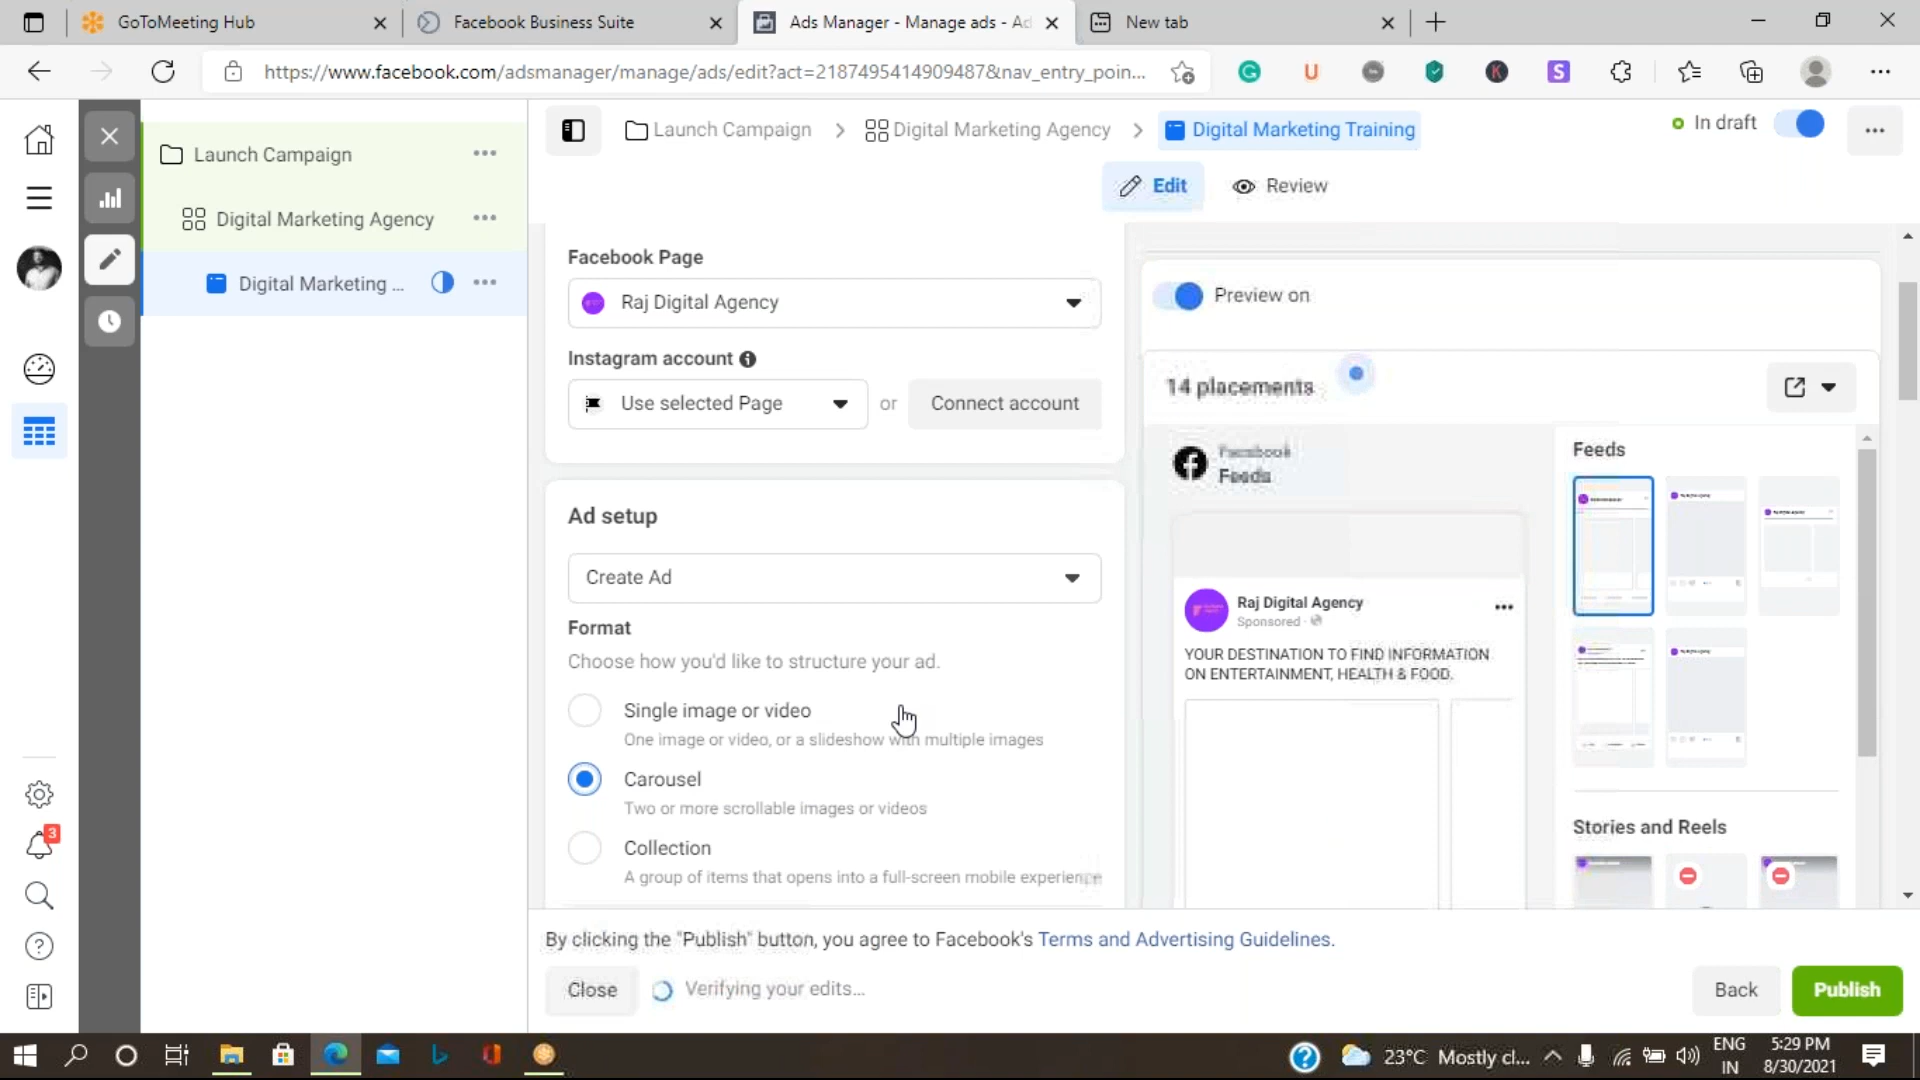 GoToMeeting Hub
Facebook Business Suite
Ads Manager - Manage ads - Ad
New tab
https://www.facebook.com/adsmanager/manage/ads/edit?act=2187495414909487&nav_entry_poin...
Launch Campaign
Digital Marketing Agency
Digital Marketing ...
Launch Campaign
Digital Marketing Agency
Digital Marketing Training
In draft
Edit
Review
Facebook Page
Raj Digital Agency
Instagram account
Use selected Page
or
Connect account
Ad setup
Create Ad
Format
Choose how you'd like to structure your ad.
Single image or video
One image or video, or a slideshow with multiple images
Carousel
Two or more scrollable images or videos
Collection
A group of items that opens into a full-screen mobile experience
Preview on
14 placements
Facebook
Feeds
Raj Digital Agency
Sponsored ·
YOUR DESTINATION TO FIND INFORMATION
ON ENTERTAINMENT, HEALTH & FOOD.
Feeds
Stories and Reels
By clicking the "Publish" button, you agree to Facebook's Terms and Advertising Guidelines.
Close
Verifying your edits...
Back
Publish
3
23°C Mostly cl...
ENG
IN
5:29 PM
8/30/2021